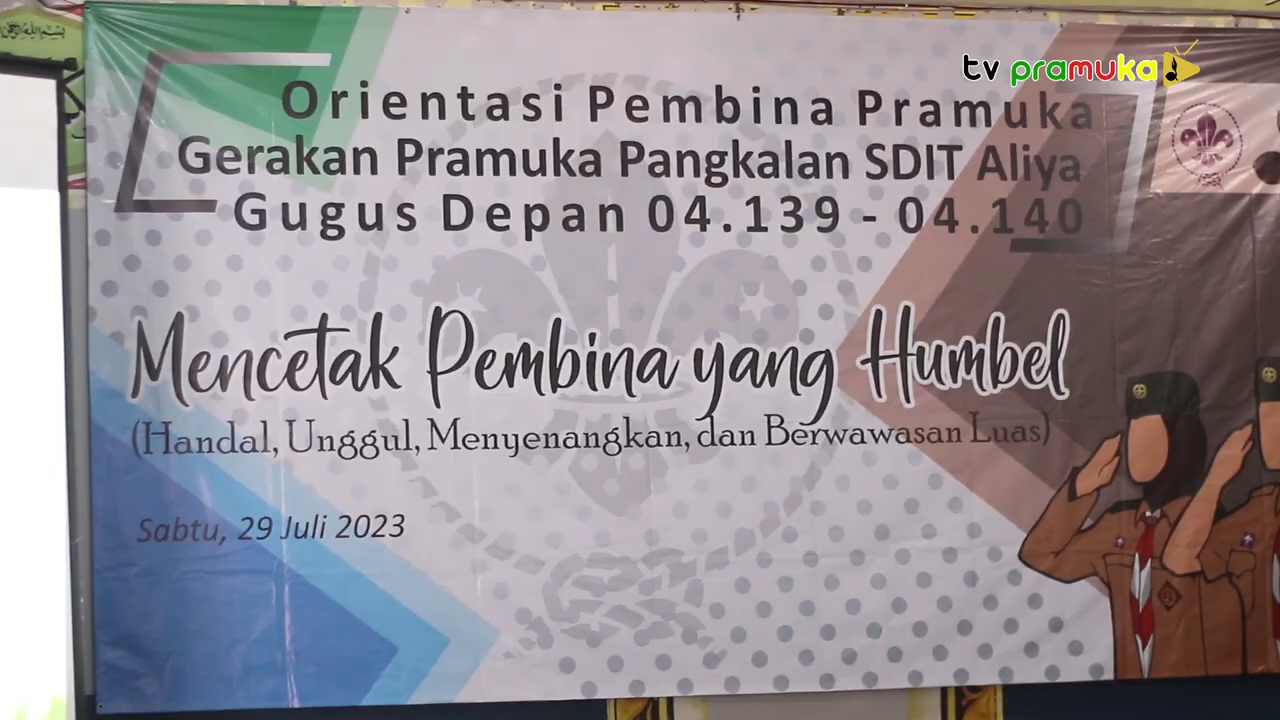 tv pramuka
Orientasi Pembina Pramuka
Gerakan Pramuka Pangkalan SDIT Aliya
Gugus Depan 04.139 - 04.140
Mencetak Pembina yang Humbel
(Handal, Unggul, Menyenangkan, dan Berwawasan Luas)
Sabtu, 29 Juli 2023